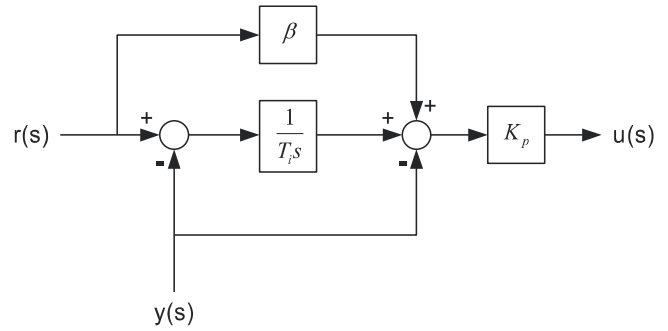 β
+ +
r(s) + 1/(T_i s) + K_p u(s)
- -
y(s)